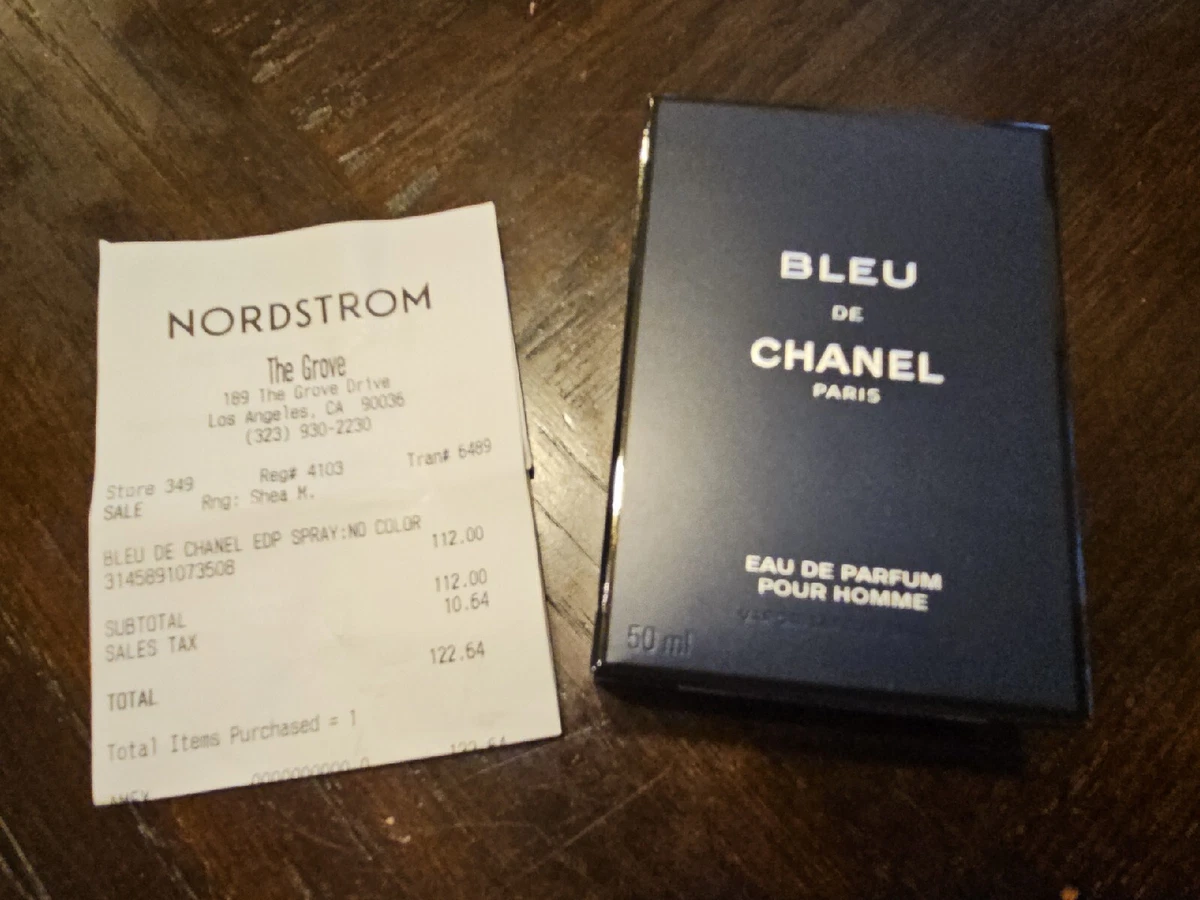 NORDSTROM
The Grove
189 The Grove Drive
Los Angeles, CA 90036
(323) 930-2230
Store 349 Reg# 4103 Tran# 6489
SALE Rng: Shea M.
BLEU DE CHANEL EDP SPRAY:NO COLOR
3145891073508 112.00
SUBTOTAL 112.00
SALES TAX 10.64
TOTAL 122.64
Total Items Purchased = 1
AMEX 122.64
BLEU
DE
CHANEL
PARIS
EAU DE PARFUM
POUR HOMME
50 ml